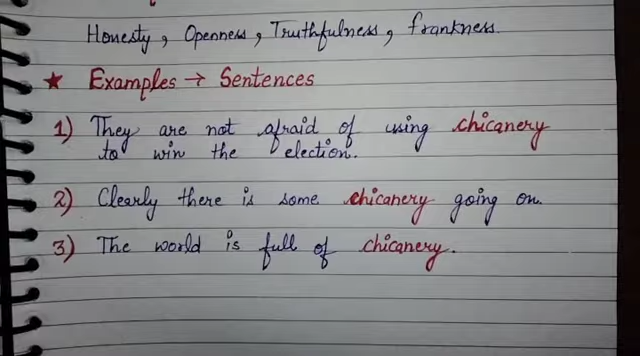 Honesty, Openness, Truthfulness, frankness.
★ Examples → Sentences
1) They are not afraid of using chicanery
to win the election.
2) Clearly there is some chicanery going on.
3) The world is full of chicanery.